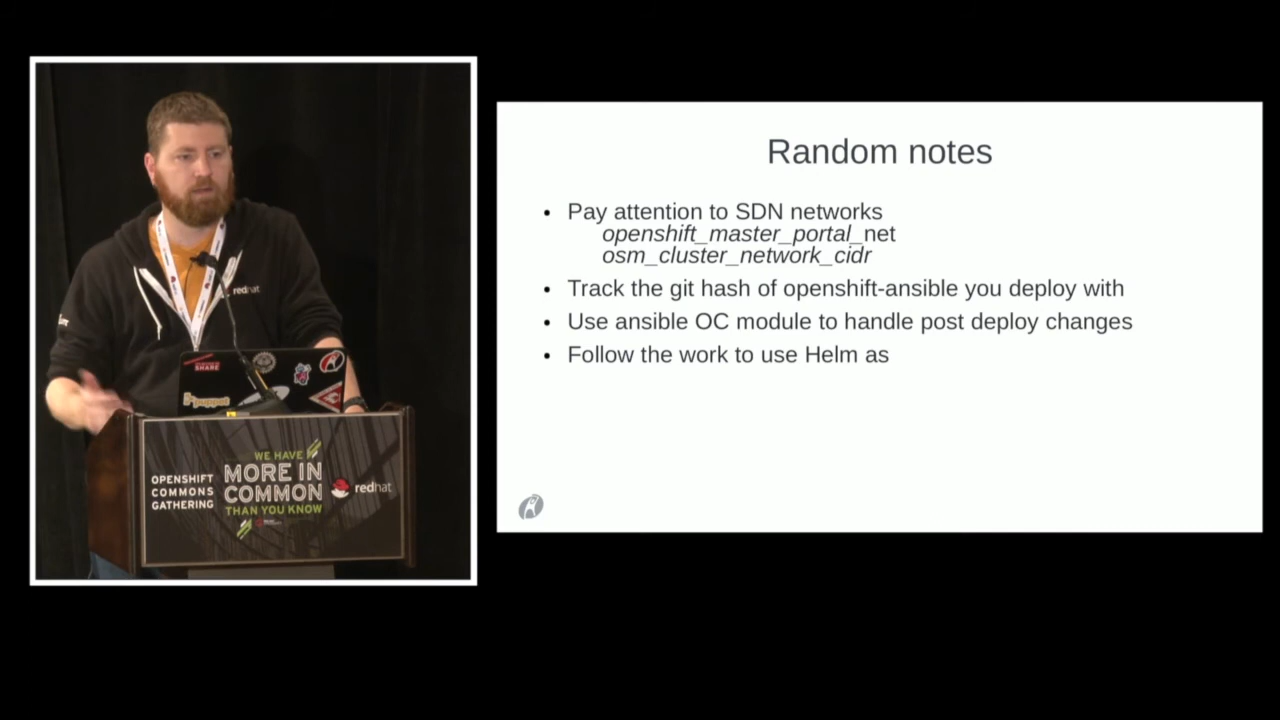 redhat
SHARE
puppet
WE HAVE
MORE IN
COMMON
THAN YOU KNOW
OPENSHIFT
COMMONS
GATHERING
redhat
Random notes
• Pay attention to SDN networks
openshift_master_portal_net
osm_cluster_network_cidr
• Track the git hash of openshift-ansible you deploy with
• Use ansible OC module to handle post deploy changes
• Follow the work to use Helm as